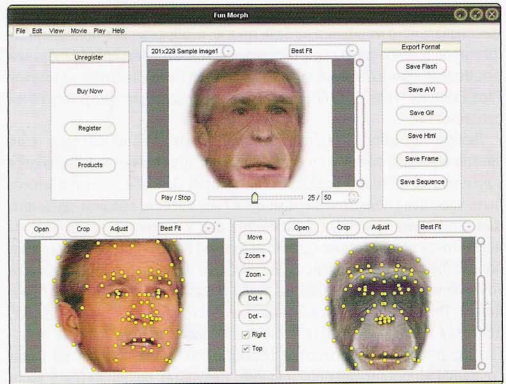 Fun Morph
File Edit View Movie Play Help
Unregister
Buy Now
Register
Products
201x229 Sample image1
Best Fit
Play / Stop
25 / 50
Export Format
Save Flash
Save AVI
Save Gif
Save Html
Save Frame
Save Sequence
Open Crop Adjust Best Fit
Move
Zoom +
Zoom -
Dot +
Dot -
Right
Top
Open Crop Adjust Best Fit